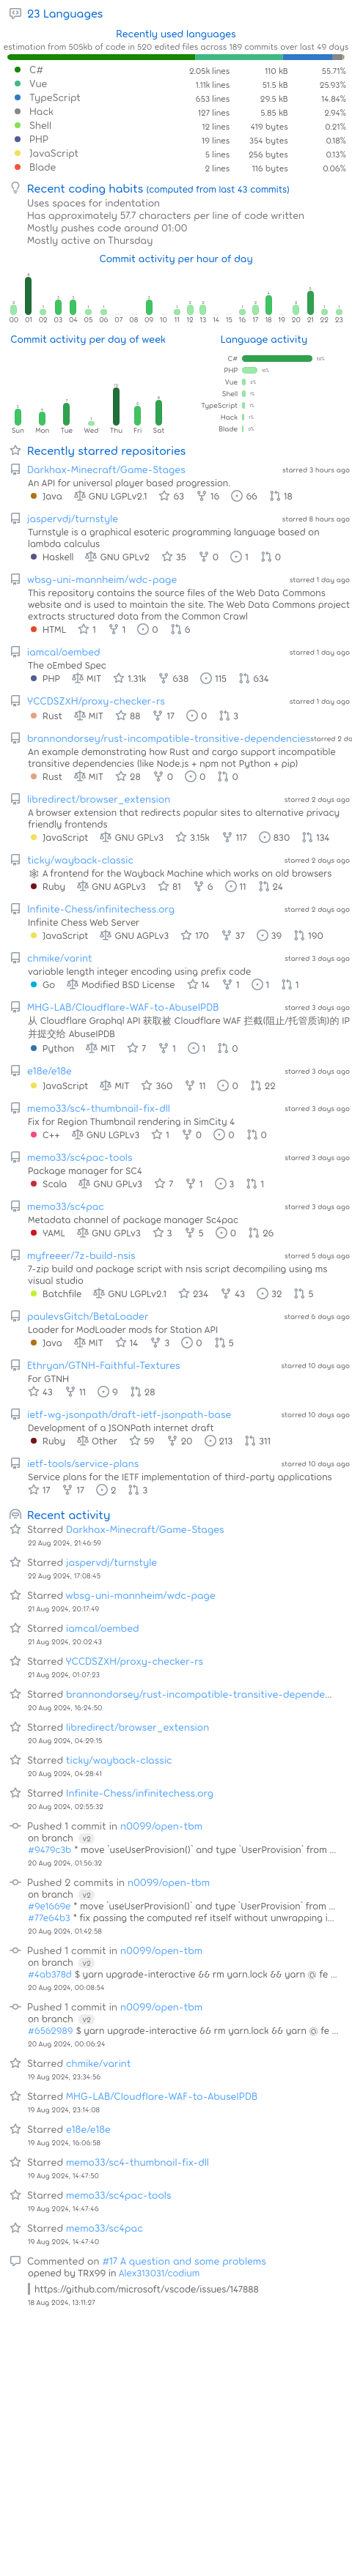 23 Languages
Recently used languages
estimation from 505kb of code in 520 edited files across 189 commits over last 49 days
C# 2.05k lines 110 kB 55.71%
Vue 1.11k lines 51.5 kB 25.93%
TypeScript 653 lines 29.5 kB 14.84%
Hack 127 lines 5.85 kB 2.94%
Shell 12 lines 419 bytes 0.21%
PHP 19 lines 354 bytes 0.18%
JavaScript 5 lines 256 bytes 0.13%
Blade 2 lines 116 bytes 0.06%
Recent coding habits (computed from last 43 commits)
Uses spaces for indentation
Has approximately 57.7 characters per line of code written
Mostly pushes code around 01:00
Mostly active on Thursday
Commit activity per hour of day
00 01 02 03 04 05 06 07 08 09 10 11 12 13 14 15 16 17 18 19 20 21 22 23
Commit activity per day of week
Sun Mon Tue Wed Thu Fri Sat
Language activity
C#
PHP
Vue
Shell
TypeScript
Hack
Blade
Recently starred repositories
Darkhax-Minecraft/Game-Stages starred 3 hours ago
An API for universal player based progression.
Java GNU LGPLv2.1 63 16 66 18
jaspervdj/turnstyle starred 8 hours ago
Turnstyle is a graphical esoteric programming language based on
lambda calculus
Haskell GNU GPLv2 35 0 1 0
wbsg-uni-mannheim/wdc-page starred 1 day ago
This repository contains the source files of the Web Data Commons
website and is used to maintain the site. The Web Data Commons project
extracts structured data from the Common Crawl
HTML 1 1 0 6
iamcal/oembed starred 1 day ago
The oEmbed Spec
PHP MIT 1.31k 638 115 634
YCCDSZXH/proxy-checker-rs starred 1 day ago
Rust MIT 88 17 0 3
brannondorsey/rust-incompatible-transitive-dependencies starred 2 da
An example demonstrating how Rust and cargo support incompatible
transitive dependencies (like Node.js + npm not Python + pip)
Rust MIT 28 0 0 0
libredirect/browser_extension starred 2 days ago
A browser extension that redirects popular sites to alternative privacy
friendly frontends
JavaScript GNU GPLv3 3.15k 117 830 134
ticky/wayback-classic starred 2 days ago
🕸 A frontend for the Wayback Machine which works on old browsers
Ruby GNU AGPLv3 81 6 11 24
Infinite-Chess/infinitechess.org starred 2 days ago
Infinite Chess Web Server
JavaScript GNU AGPLv3 170 37 39 190
chmike/varint starred 3 days ago
variable length integer encoding using prefix code
Go Modified BSD License 14 1 1 1
MHG-LAB/Cloudflare-WAF-to-AbuseIPDB starred 3 days ago
从 Cloudflare Graphql API 获取被 Cloudflare WAF 拦截(阻止/托管质询)的 IP
并提交给 AbuseIPDB
Python MIT 7 1 1 0
e18e/e18e starred 3 days ago
JavaScript MIT 360 11 0 22
memo33/sc4-thumbnail-fix-dll starred 3 days ago
Fix for Region Thumbnail rendering in SimCity 4
C++ GNU LGPLv3 1 0 0 0
memo33/sc4pac-tools starred 3 days ago
Package manager for SC4
Scala GNU GPLv3 7 1 3 1
memo33/sc4pac starred 3 days ago
Metadata channel of package manager Sc4pac
YAML GNU GPLv3 3 5 0 26
myfreeer/7z-build-nsis starred 5 days ago
7-zip build and package script with nsis script decompiling using ms
visual studio
Batchfile GNU LGPLv2.1 234 43 32 5
paulevsGitch/BetaLoader starred 6 days ago
Loader for ModLoader mods for Station API
Java MIT 14 3 0 5
Ethryan/GTNH-Faithful-Textures starred 10 days ago
For GTNH
43 11 9 28
ietf-wg-jsonpath/draft-ietf-jsonpath-base starred 10 days ago
Development of a JSONPath internet draft
Ruby Other 59 20 213 311
ietf-tools/service-plans starred 10 days ago
Service plans for the IETF implementation of third-party applications
17 17 2 3
Recent activity
Starred Darkhax-Minecraft/Game-Stages
22 Aug 2024, 21:46:59
Starred jaspervdj/turnstyle
22 Aug 2024, 17:08:45
Starred wbsg-uni-mannheim/wdc-page
21 Aug 2024, 20:17:49
Starred iamcal/oembed
21 Aug 2024, 20:02:43
Starred YCCDSZXH/proxy-checker-rs
21 Aug 2024, 01:07:23
Starred brannondorsey/rust-incompatible-transitive-depende...
20 Aug 2024, 16:24:50
Starred libredirect/browser_extension
20 Aug 2024, 04:29:15
Starred ticky/wayback-classic
20 Aug 2024, 04:28:41
Starred Infinite-Chess/infinitechess.org
20 Aug 2024, 02:55:32
Pushed 1 commit in n0099/open-tbm
on branch v2
#9479c3b * move `useUserProvision()` and type `UserProvision` from ...
20 Aug 2024, 01:56:32
Pushed 2 commits in n0099/open-tbm
on branch v2
#9e1669e * move `useUserProvision()` and type `UserProvision` from ...
#77e64b3 * fix passing the computed ref itself without unwrapping i...
20 Aug 2024, 01:42:58
Pushed 1 commit in n0099/open-tbm
on branch v2
#4ab378d $ yarn upgrade-interactive && rm yarn.lock && yarn @ fe ...
20 Aug 2024, 00:08:54
Pushed 1 commit in n0099/open-tbm
on branch v2
#6562989 $ yarn upgrade-interactive && rm yarn.lock && yarn @ fe ...
20 Aug 2024, 00:06:24
Starred chmike/varint
19 Aug 2024, 23:34:56
Starred MHG-LAB/Cloudflare-WAF-to-AbuseIPDB
19 Aug 2024, 23:14:08
Starred e18e/e18e
19 Aug 2024, 16:06:58
Starred memo33/sc4-thumbnail-fix-dll
19 Aug 2024, 14:47:50
Starred memo33/sc4pac-tools
19 Aug 2024, 14:47:46
Starred memo33/sc4pac
19 Aug 2024, 14:47:40
Commented on #17 A question and some problems
opened by TRX99 in Alex313031/codium
https://github.com/microsoft/vscode/issues/147888
18 Aug 2024, 13:11:27